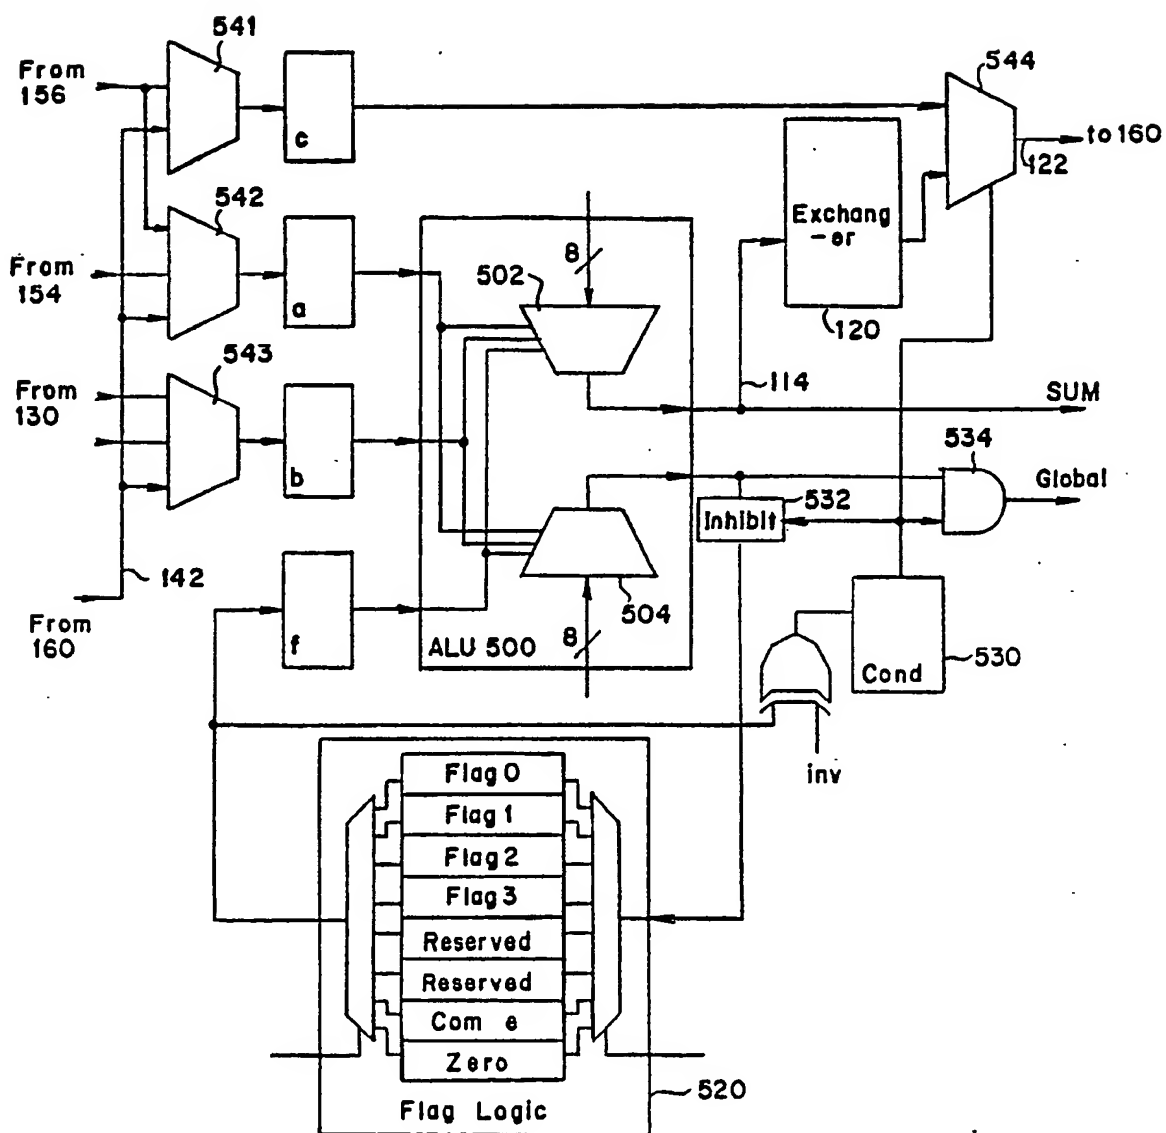 541
From
156
c
544
to 160
122
542
From
154
a
8
502
Exchang
-er
120
543
From
130
b
114
SUM
534
Global
532
Inhibit
142
From
160
f
504
8
ALU 500
Cond
530
inv
Flag 0
Flag 1
Flag 2
Flag 3
Reserved
Reserved
Com e
Zero
520
Flag Logic